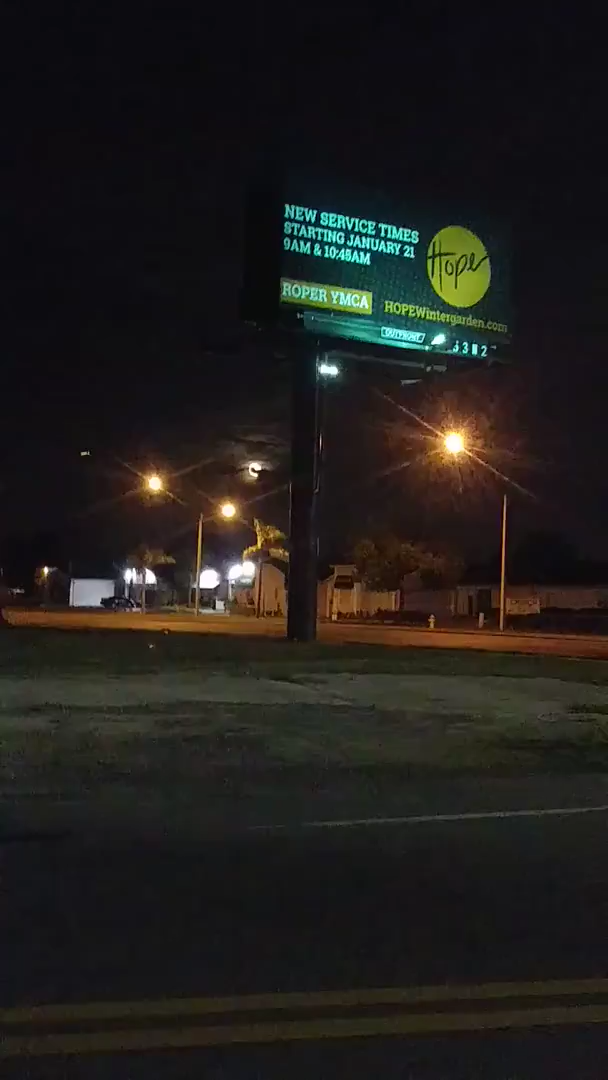 NEW SERVICE TIMES
STARTING JANUARY 21
9AM & 10:45AM
Hope
ROPER YMCA
HOPEWintergarden.com
OUTFRONT